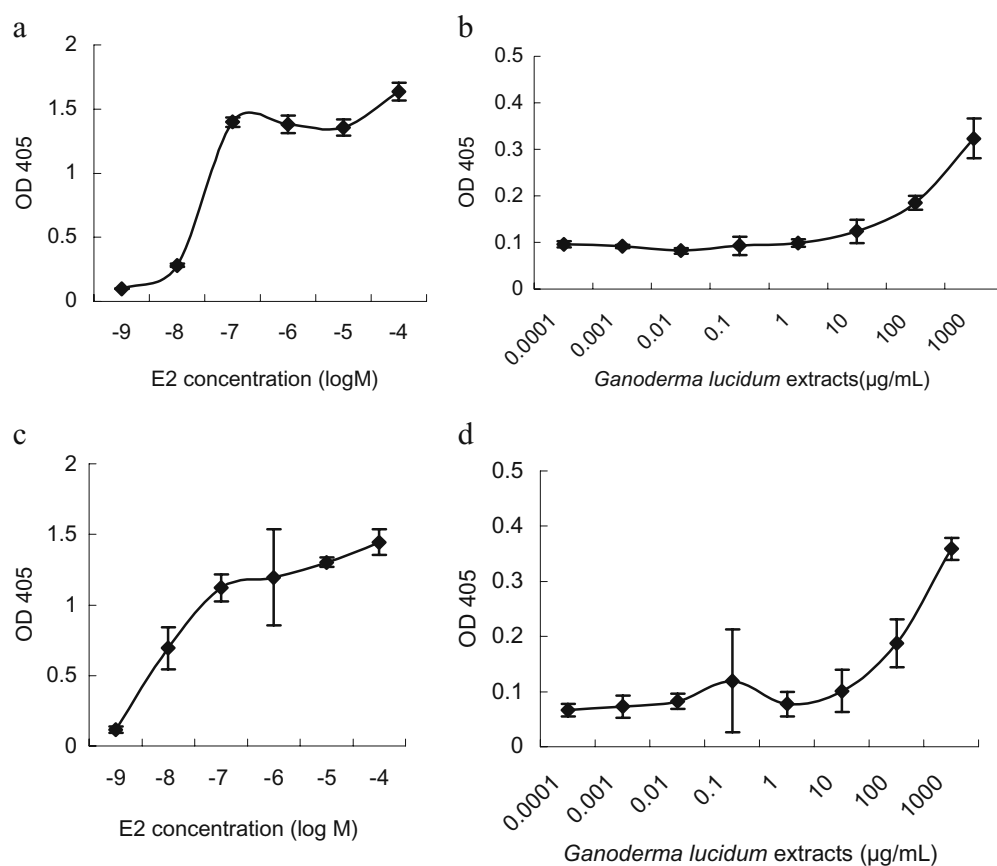 a
2
1.5
1
0.5
0
OD 405
-9 -8 -7 -6 -5 -4
E2 concentration (logM)
b
0.5
0.4
0.3
0.2
0.1
0
OD 405
0.0001 0.001 0.01 0.1 1 10 100 1000
Ganoderma lucidum extracts(µg/mL)
c
2
1.5
1
0.5
0
OD 405
-9 -8 -7 -6 -5 -4
E2 concentration (log M)
d
0.5
0.4
0.3
0.2
0.1
0
OD 405
0.0001 0.001 0.01 0.1 1 10 100 1000
Ganoderma lucidum extracts (µg/mL)